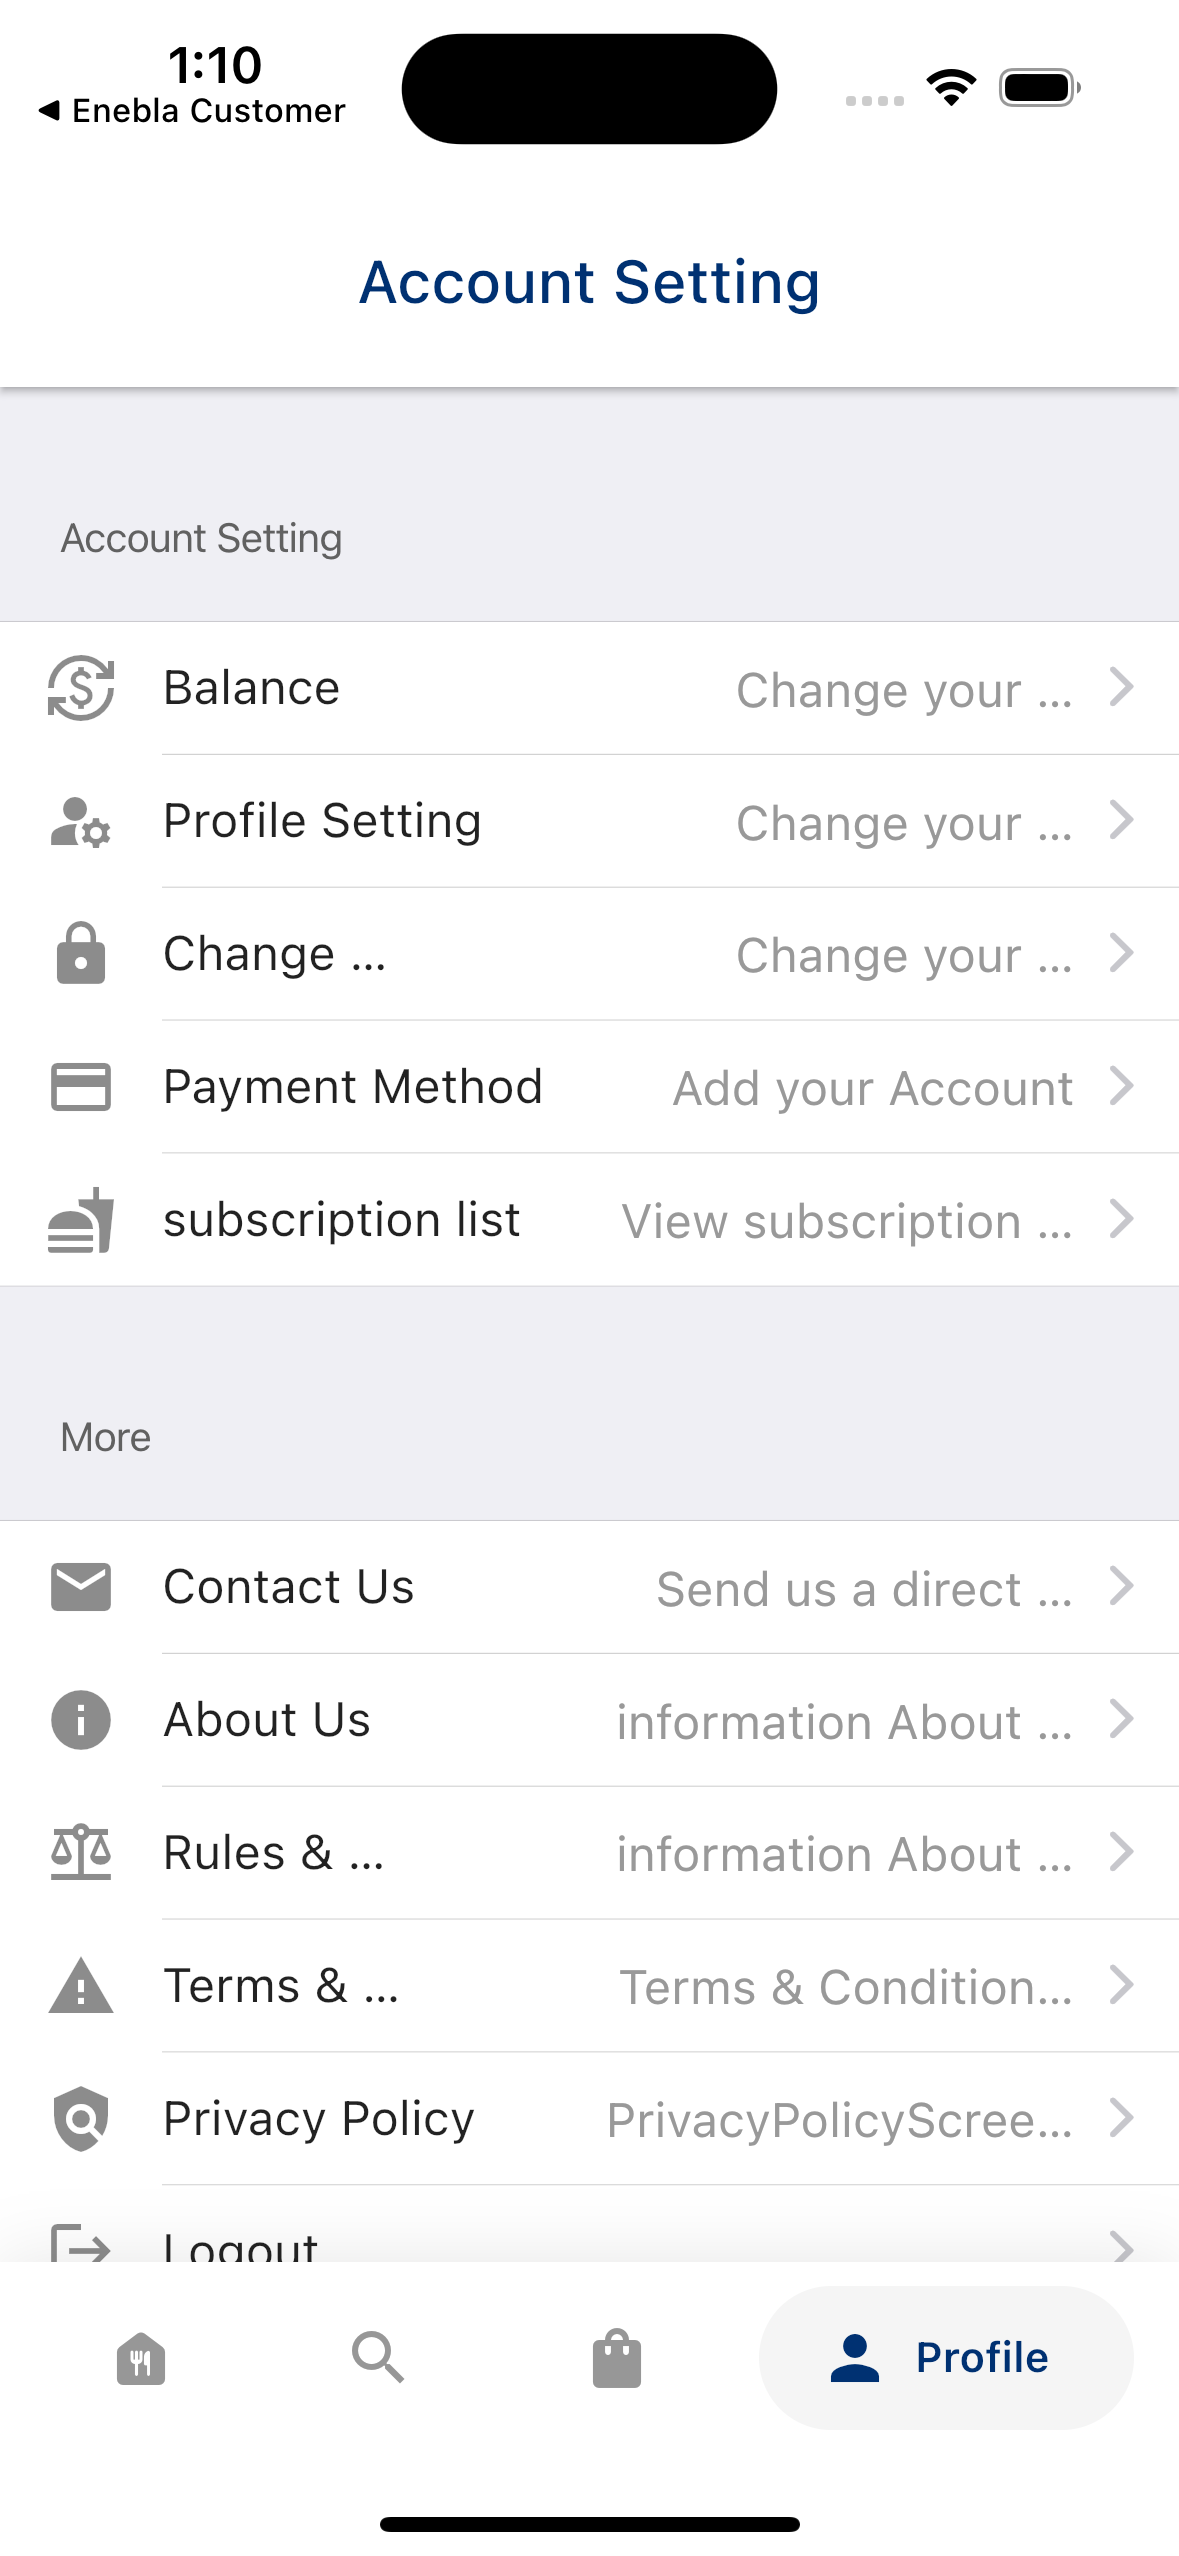 1:10
◀ Enebla Customer
Account Setting
Account Setting
Balance Change your ...
Profile Setting Change your ...
Change ... Change your ...
Payment Method Add your Account
subscription list View subscription ...
More
Contact Us Send us a direct ...
About Us information About ...
Rules & ... information About ...
Terms & ... Terms & Condition...
Privacy Policy PrivacyPolicyScree...
Logout
Profile